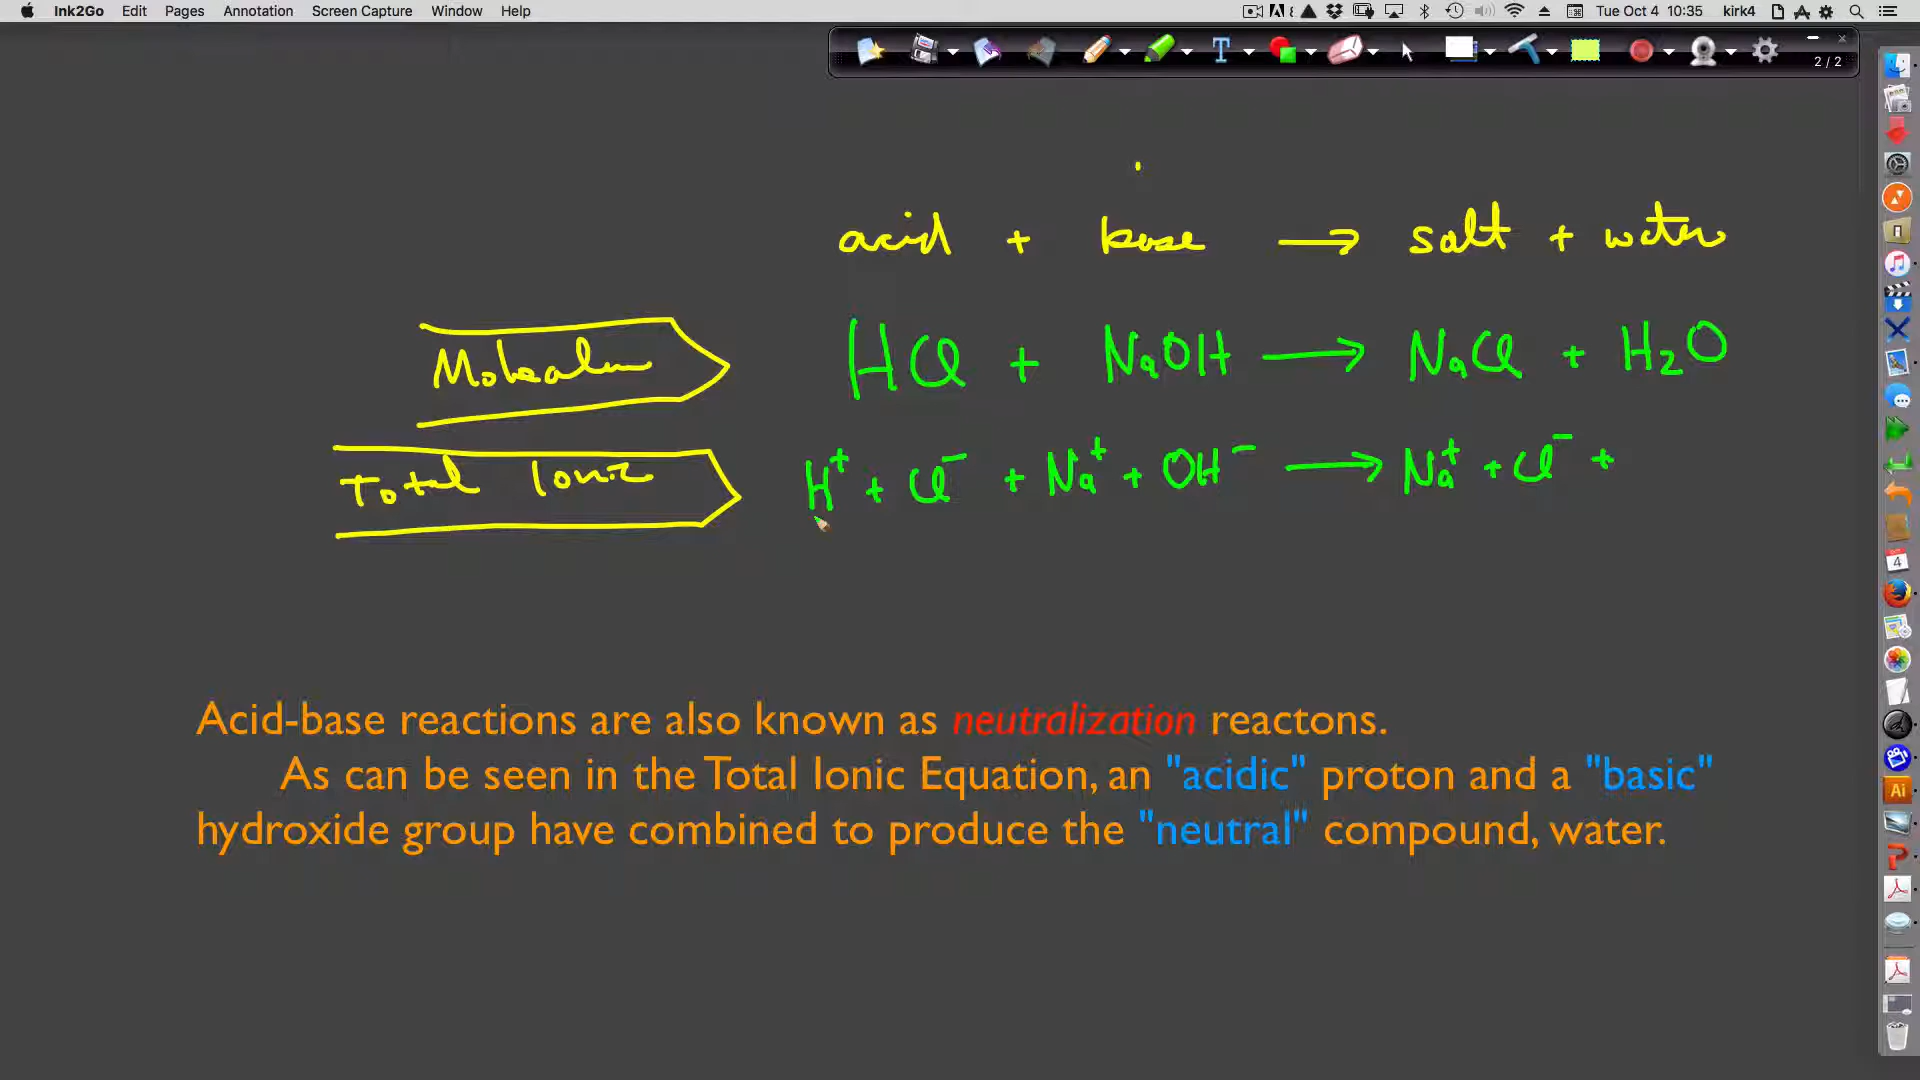 Ink2Go Edit Pages Annotation Screen Capture Window Help Tue Oct 4 10:35 kirk4
2 / 2
acid + base → salt + water
Molecular HCl + NaOH → NaCl + H₂O
Total Ionic H⁺ + Cl⁻ + Na⁺ + OH⁻ → Na⁺ + Cl⁻ +
Acid-base reactions are also known as neutralization reactons.
As can be seen in the Total Ionic Equation, an "acidic" proton and a "basic"
hydroxide group have combined to produce the "neutral" compound, water.